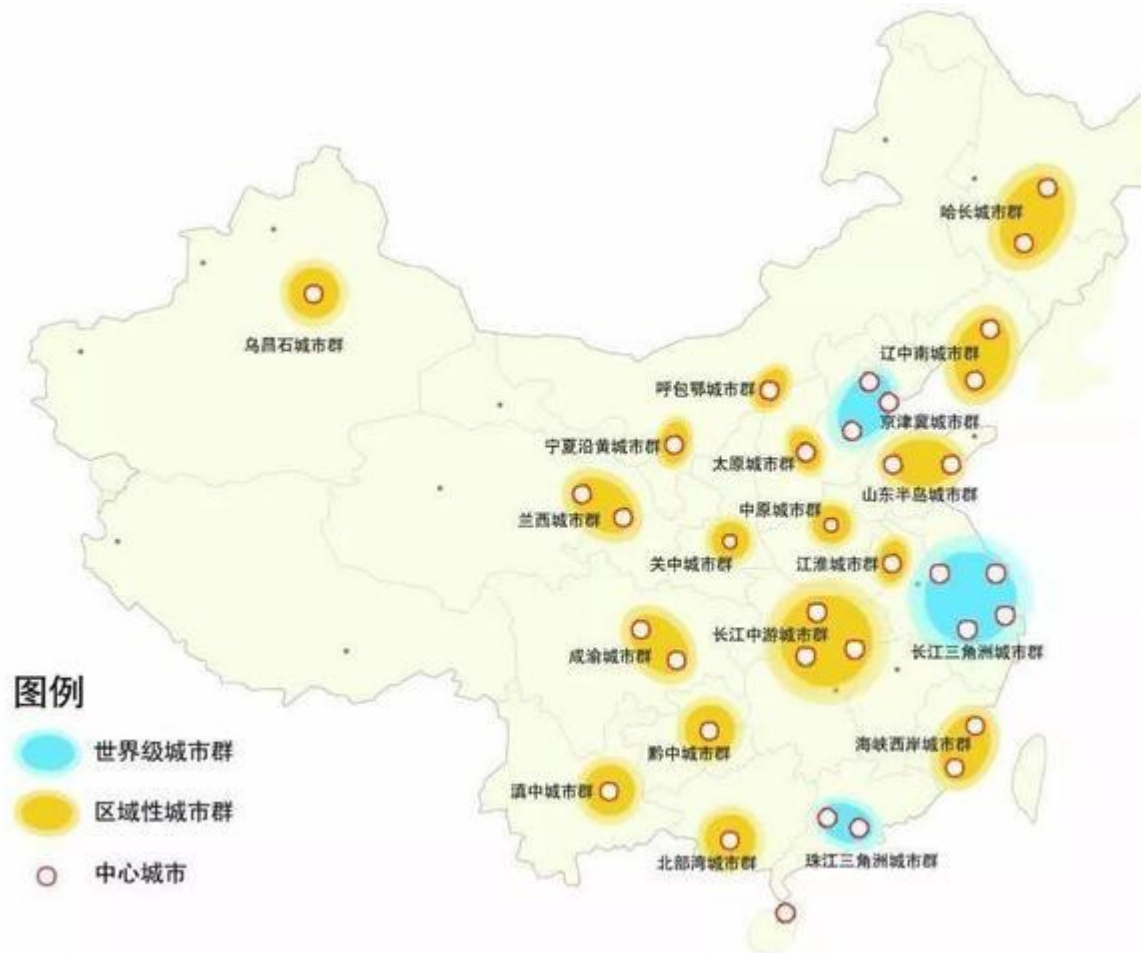 哈长城市群
乌昌石城市群
辽中南城市群
呼包鄂城市群
京津冀城市群
宁夏沿黄城市群
太原城市群
山东半岛城市群
兰西城市群
中原城市群
关中城市群
江淮城市群
长江中游城市群
成渝城市群
长江三角洲城市群
海峡西岸城市群
黔中城市群
滇中城市群
北部湾城市群
珠江三角洲城市群
图例
世界级城市群
区域性城市群
中心城市